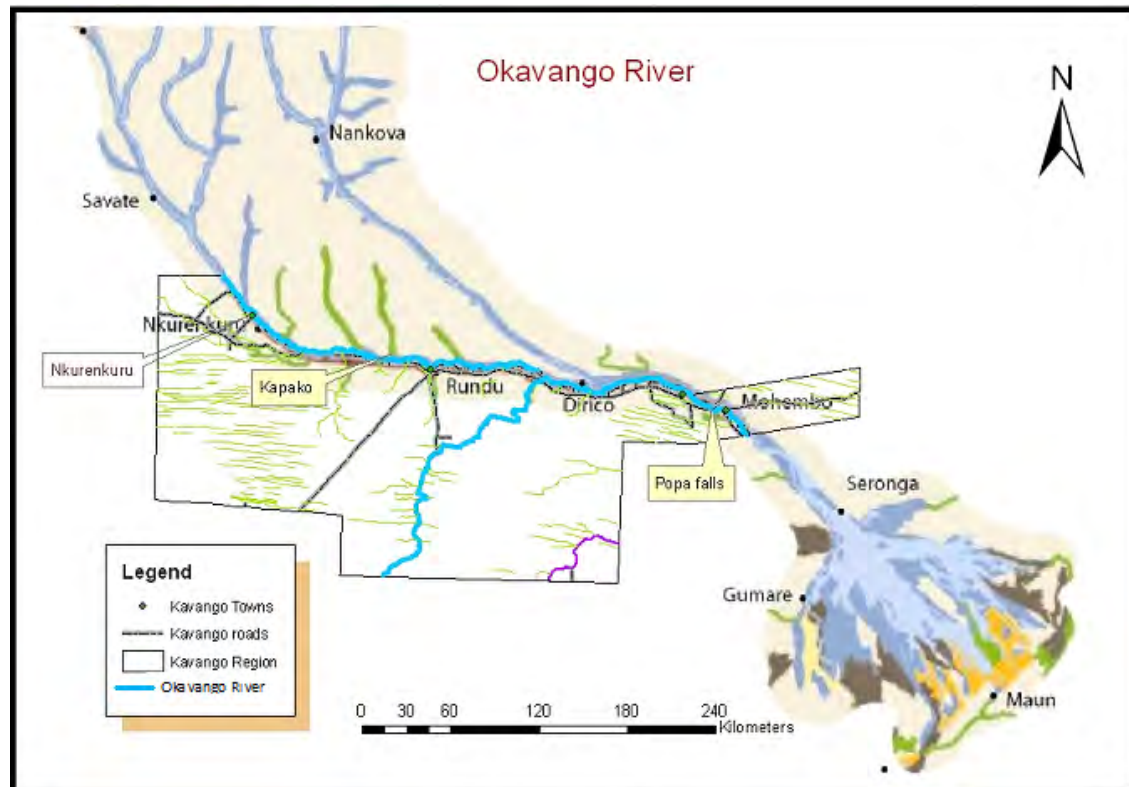 Okavango River
N
Nankova
Savate
Nkurenkuru
Nkurenkuru
Kapako
Rundu
Dirico
Mohembo
Popa falls
Seronga
Gumare
Maun
Legend
Kavango Towns
Kavango roads
Kavango Region
Okavango River
0 30 60 120 180 240
Kilometers